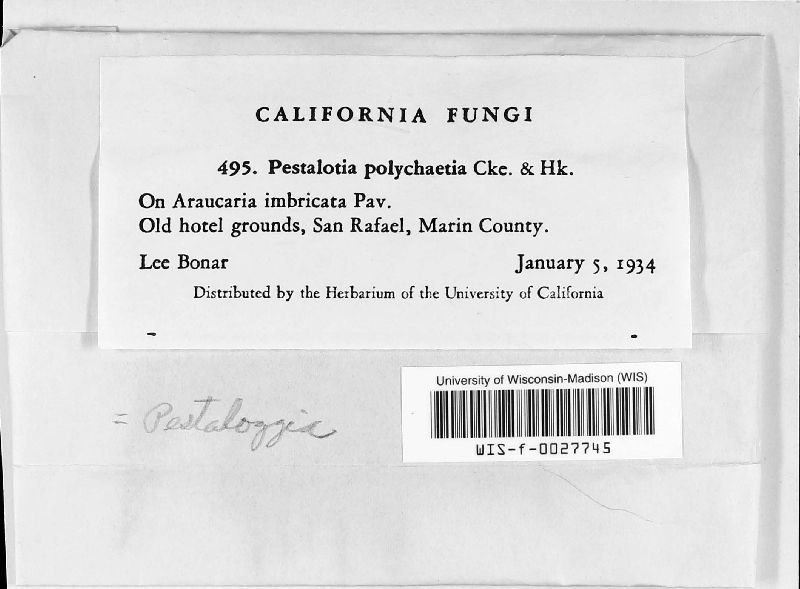 CALIFORNIA FUNGI
495. Pestalotia polychaetia Cke. & Hk.
On Araucaria imbricata Pav.
Old hotel grounds, San Rafael, Marin County.
Lee Bonar January 5, 1934
Distributed by the Herbarium of the University of California
= Pestaloggia
University of Wisconsin-Madison (WIS)
WIS-f-0027745